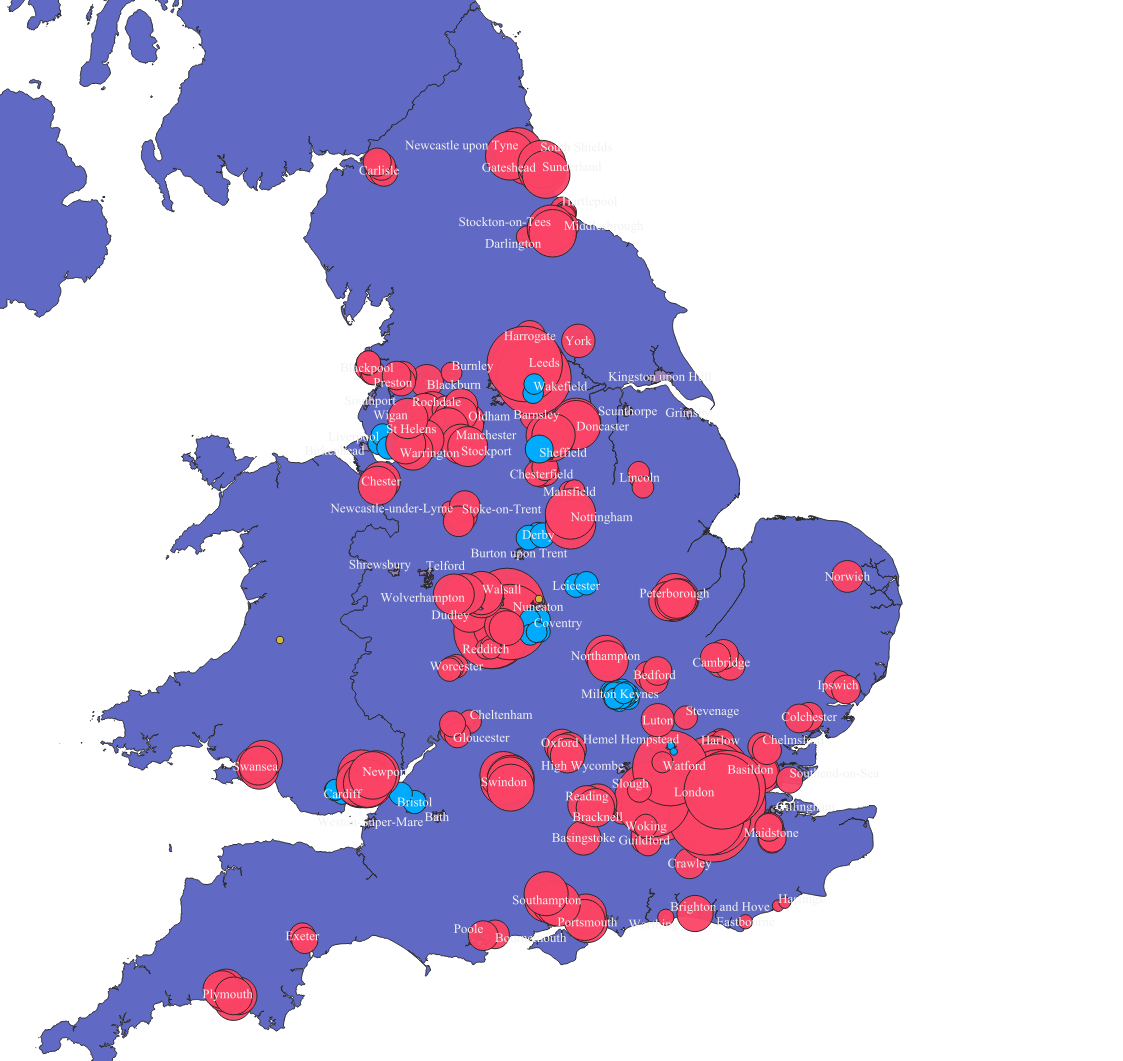 Newcastle upon Tyne
South Shields
Gateshead
Sunderland
Carlisle
Hartlepool
Stockton-on-Tees
Middlesbrough
Darlington
Harrogate
York
Leeds
Blackpool
Burnley
Preston
Blackburn
Wakefield
Kingston upon Hull
Southport
Rochdale
Wigan
Oldham
Barnsley
Scunthorpe
Grimsby
St Helens
Doncaster
Liverpool
Manchester
Warrington
Stockport
Sheffield
Chester
Chesterfield
Lincoln
Mansfield
Newcastle-under-Lyme
Stoke-on-Trent
Nottingham
Derby
Burton upon Trent
Shrewsbury
Telford
Norwich
Leicester
Walsall
Peterborough
Wolverhampton
Nuneaton
Dudley
Coventry
Redditch
Northampton
Worcester
Cambridge
Bedford
Ipswich
Milton Keynes
Cheltenham
Stevenage
Luton
Colchester
Gloucester
Oxford
Hemel Hempstead
Harlow
Chelmsford
High Wycombe
Watford
Basildon
Southend-on-Sea
Swansea
Newport
Swindon
Slough
London
Cardiff
Reading
Bristol
Gillingham
Bath
Bracknell
Weston-super-Mare
Woking
Maidstone
Basingstoke
Guildford
Crawley
Southampton
Brighton and Hove
Portsmouth
Eastbourne
Poole
Bournemouth
Exeter
Plymouth